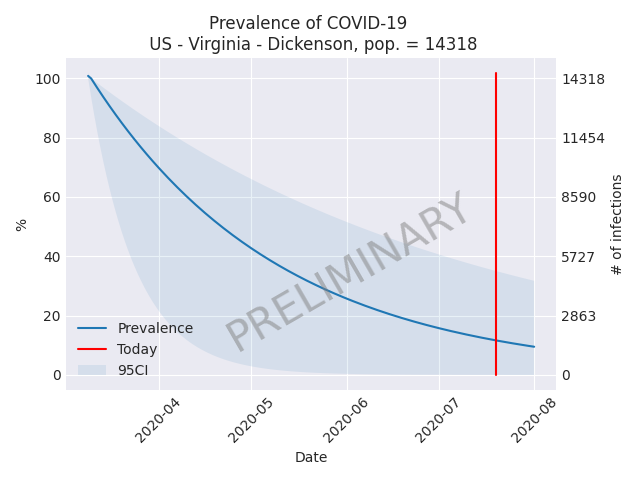 Prevalence of COVID-19
US - Virginia - Dickenson, pop. = 14318
100
80
60
40
20
0
%
14318
11454
8590
5727
2863
0
# of infections
PRELIMINARY
Prevalence
Today
95CI
2020-04
2020-05
2020-06
2020-07
2020-08
Date